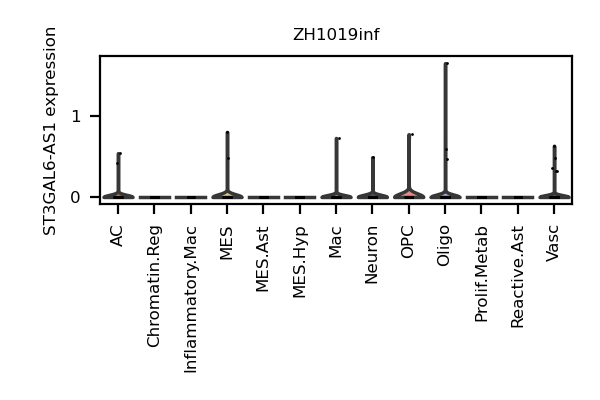 ZH1019inf
ST3GAL6-AS1 expression
1
0
AC
Chromatin.Reg
Inflammatory.Mac
MES
MES.Ast
MES.Hyp
Mac
Neuron
OPC
Oligo
Prolif.Metab
Reactive.Ast
Vasc